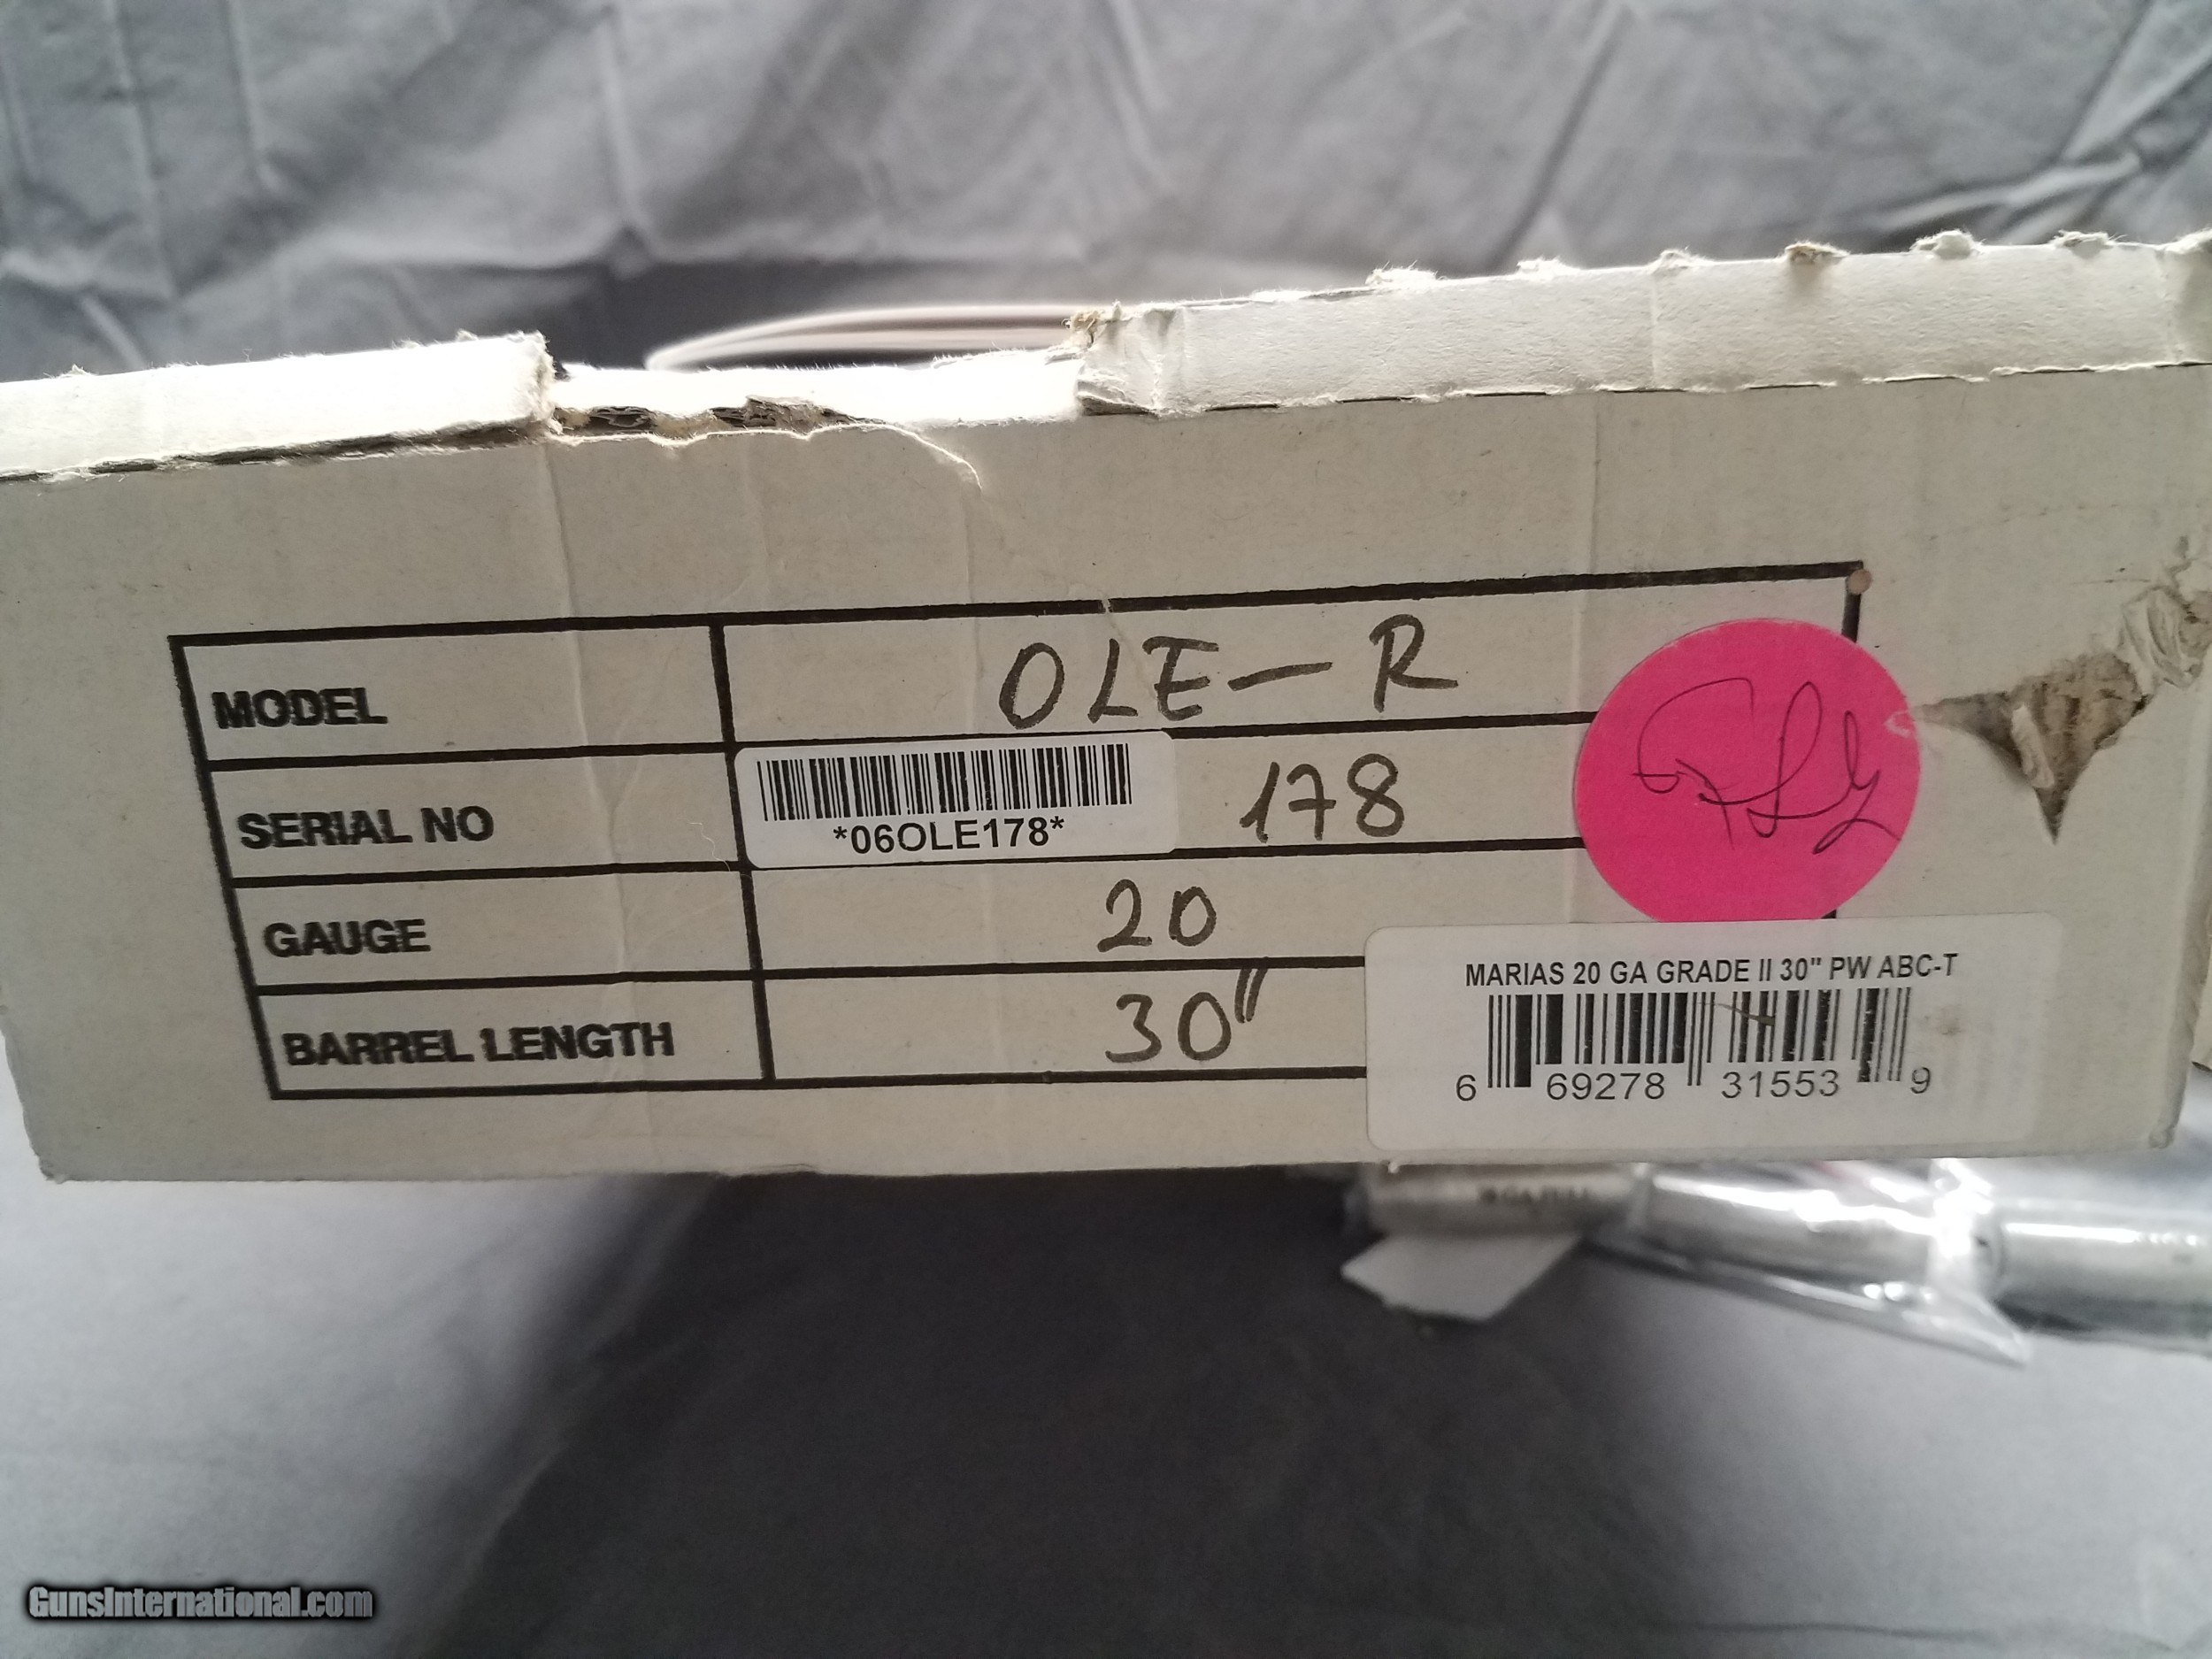 MODEL OLE-R
SERIAL NO *06OLE178* 178
GAUGE 20
BARREL LENGTH 30"
MARIAS 20 GA GRADE II 30" PW ABC-T
6 69278 31553 9
GunsInternational.com